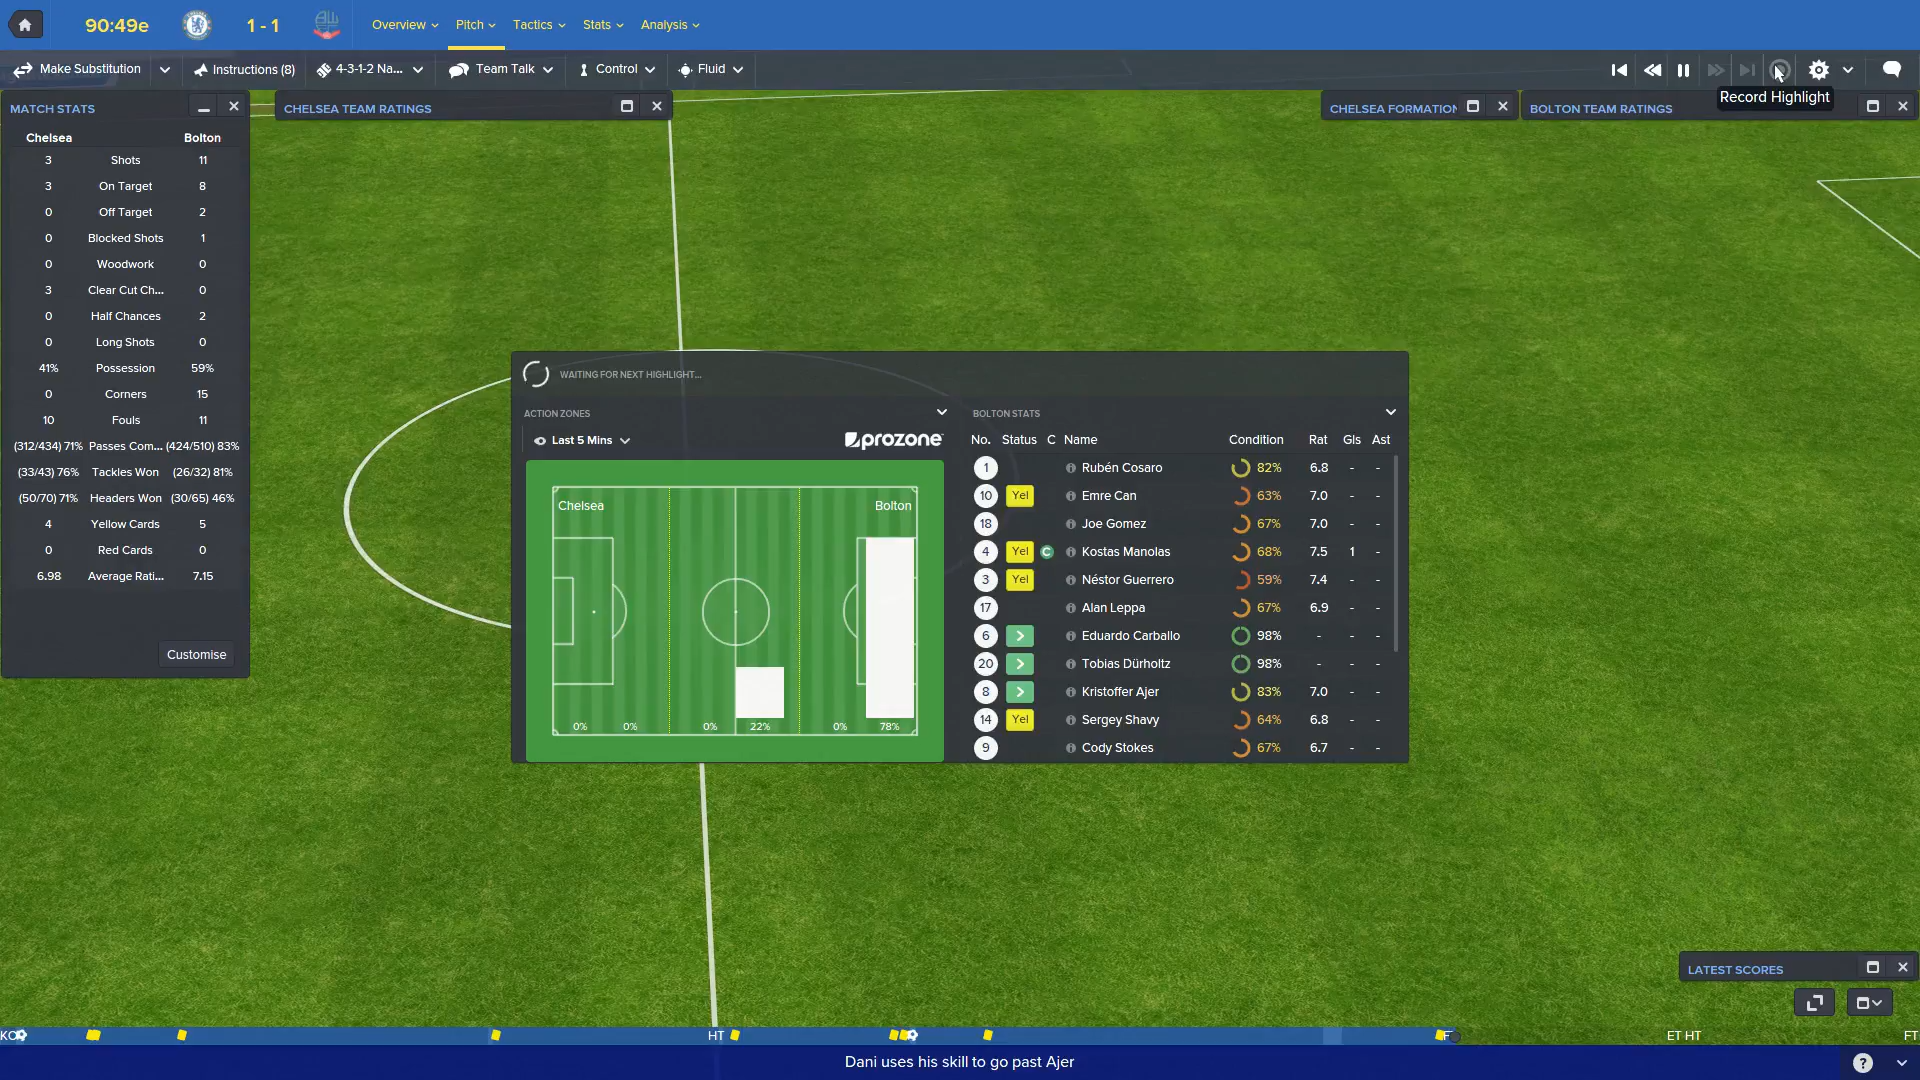 90:49e 1 - 1 Overview Pitch Tactics Stats Analysis
Make Substitution Instructions (8) 4-3-1-2 Na... Team Talk Control Fluid
Record Highlight
MATCH STATS
Chelsea Bolton
3 Shots 11
3 On Target 8
0 Off Target 2
0 Blocked Shots 1
0 Woodwork 0
3 Clear Cut Ch... 0
0 Half Chances 2
0 Long Shots 0
41% Possession 59%
0 Corners 15
10 Fouls 11
(312/434) 71% Passes Com... (424/510) 83%
(33/43) 76% Tackles Won (26/32) 81%
(50/70) 71% Headers Won (30/65) 46%
4 Yellow Cards 5
0 Red Cards 0
6.98 Average Rati... 7.15
Customise
CHELSEA TEAM RATINGS
CHELSEA FORMATION
BOLTON TEAM RATINGS
WAITING FOR NEXT HIGHLIGHT...
ACTION ZONES
Last 5 Mins prozone
Chelsea Bolton
0% 0% 0% 22% 0% 78%
BOLTON STATS
No. Status C Name Condition Rat Gls Ast
1 Rubén Cosaro 82% 6.8 - -
10 Yel Emre Can 63% 7.0 - -
18 Joe Gomez 67% 7.0 - -
4 Yel C Kostas Manolas 68% 7.5 1 -
3 Yel Néstor Guerrero 59% 7.4 - -
17 Alan Leppa 67% 6.9 - -
6 Eduardo Carballo 98% - - -
20 Tobias Dürholtz 98% - - -
8 Kristoffer Ajer 83% 7.0 - -
14 Yel Sergey Shavy 64% 6.8 - -
9 Cody Stokes 67% 6.7 - -
LATEST SCORES
KO HT F ET HT FT
Dani uses his skill to go past Ajer
?